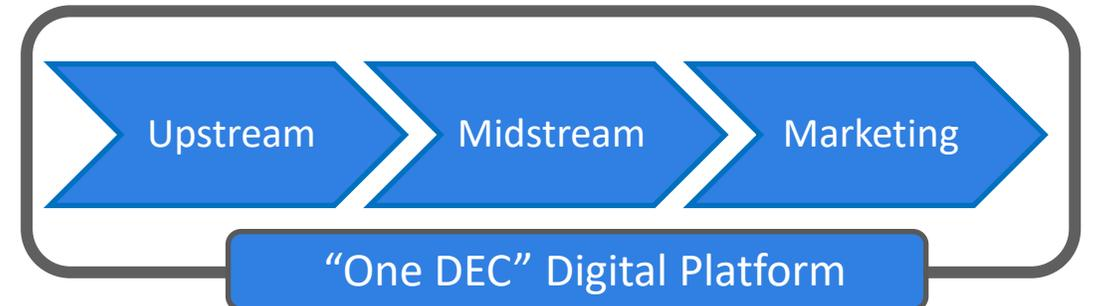 Upstream
Midstream
Marketing
“One DEC” Digital Platform